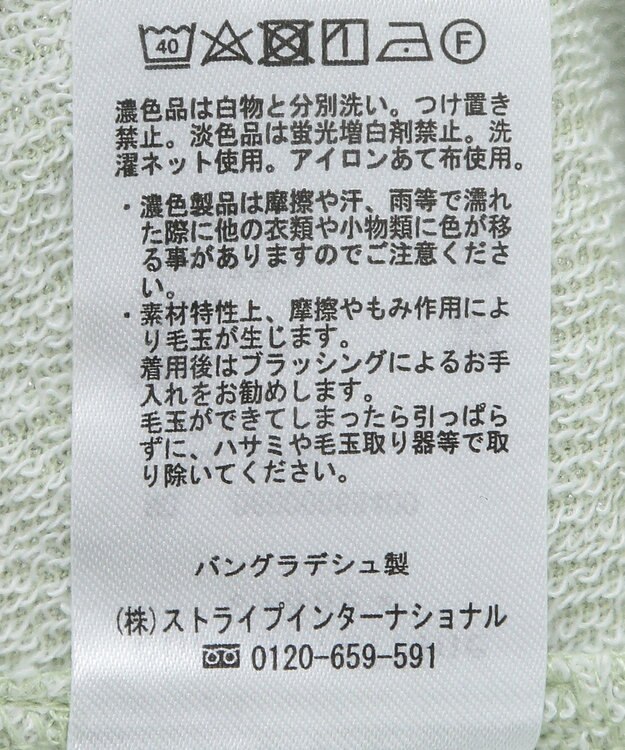 40 F
濃色品は白物と分別洗い。つけ置き
禁止。淡色品は蛍光増白剤禁止。洗
濯ネット使用。アイロンあて布使用。
・濃色製品は摩擦や汗、雨等で濡れ
た際に他の衣類や小物類に色が移
る事がありますのでご注意くださ
い。
・素材特性上、摩擦やもみ作用によ
り毛玉が生じます。
着用後はブラッシングによるお手
入れをお勧めします。
毛玉ができてしまったら引っぱら
ずに、ハサミや毛玉取り器等で取
り除いてください。
バングラデシュ製
(株)ストライプインターナショナル
0120-659-591